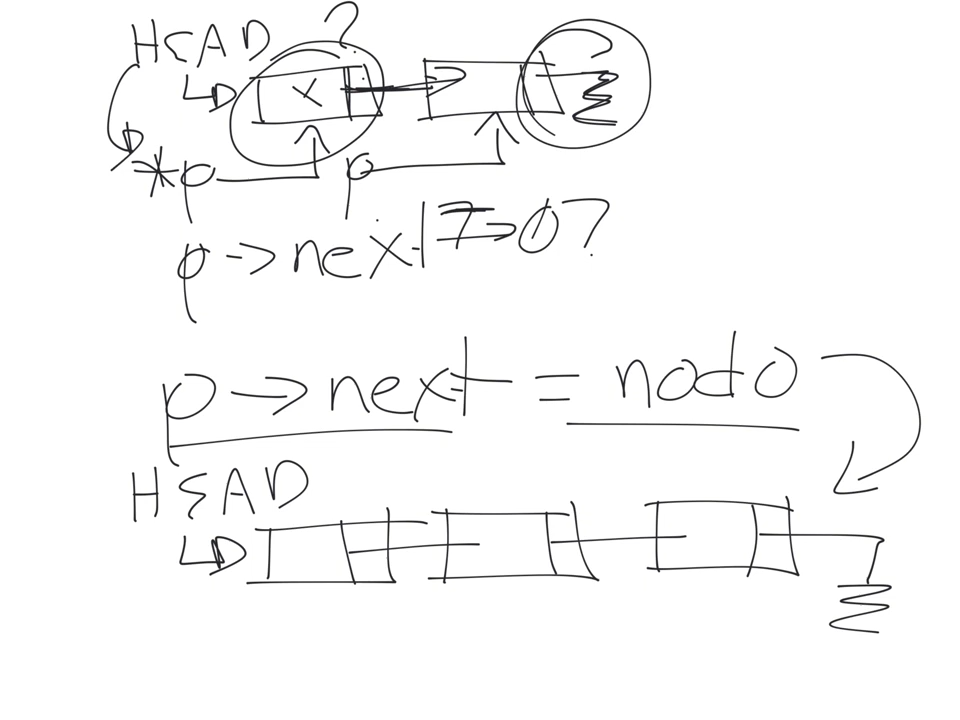 HEAD ?
X
*p p
p->next == 0?
p->next = nodo
HEAD